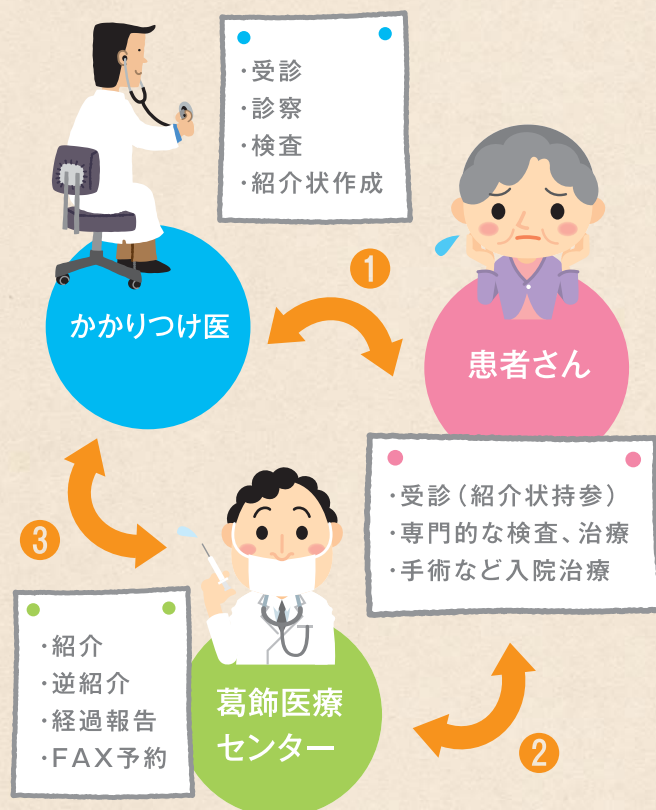 ・受診
・診察
・検査
・紹介状作成
1
かかりつけ医
患者さん
・受診（紹介状持参）
・専門的な検査、治療
・手術など入院治療
3
・紹介
・逆紹介
・経過報告
・FAX予約
葛飾医療
センター
2